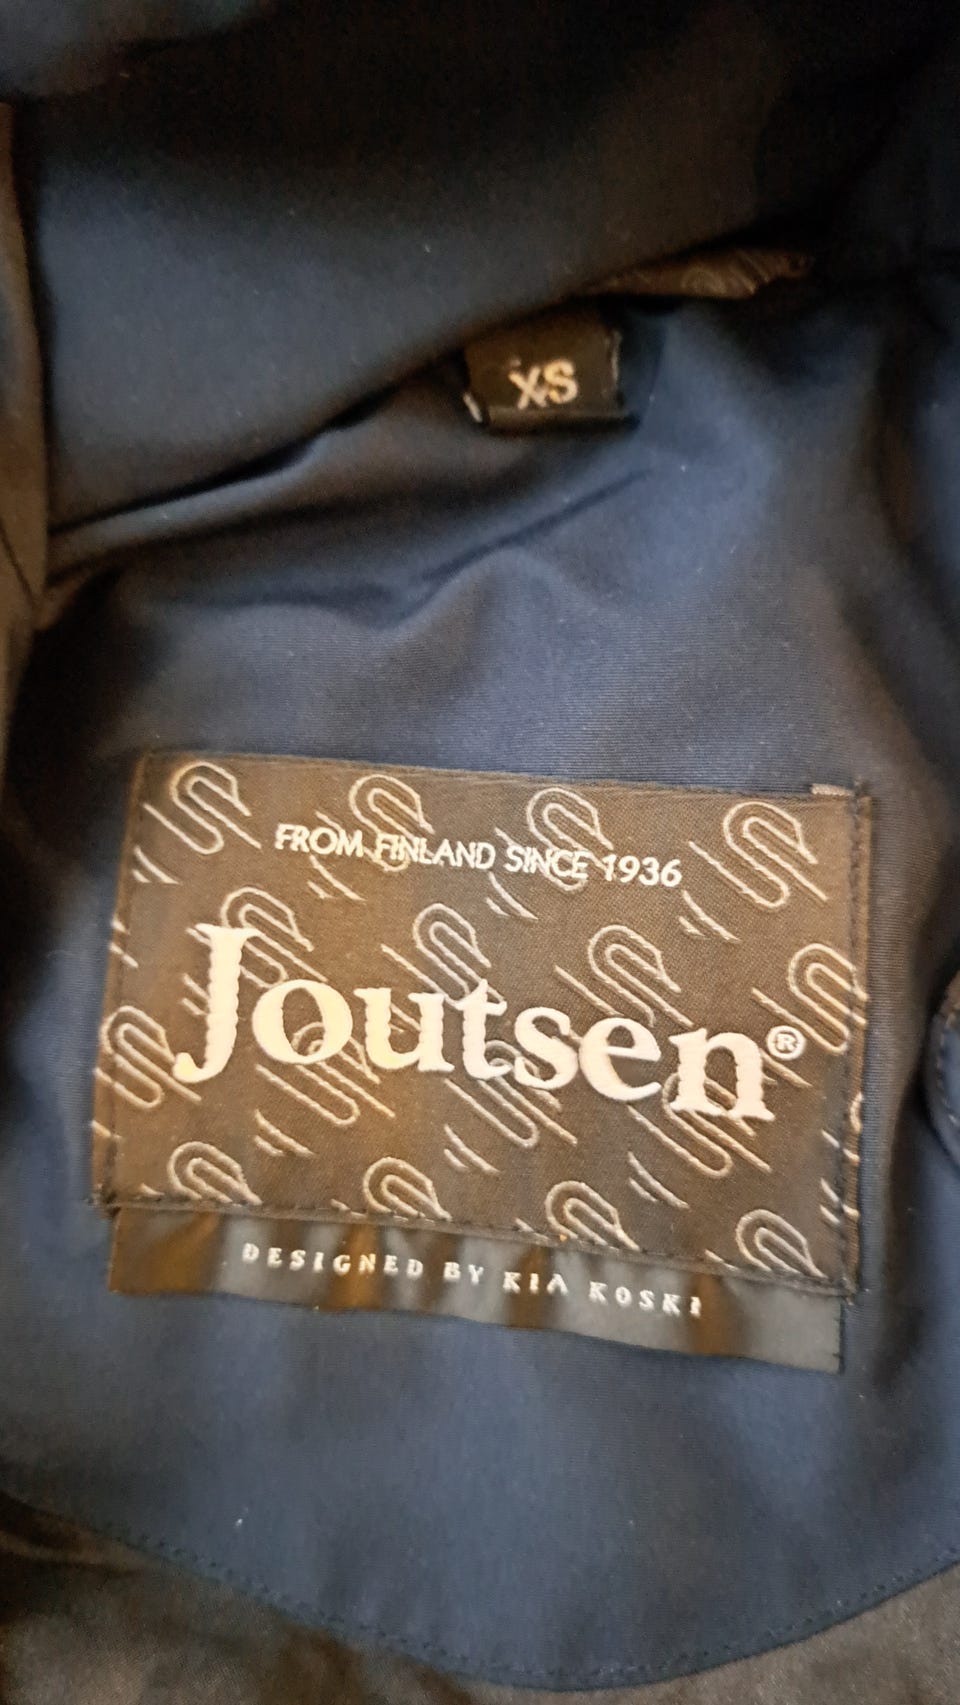 XS
FROM FINLAND SINCE 1936
Joutsen®
DESIGNED BY KIA KOSKI